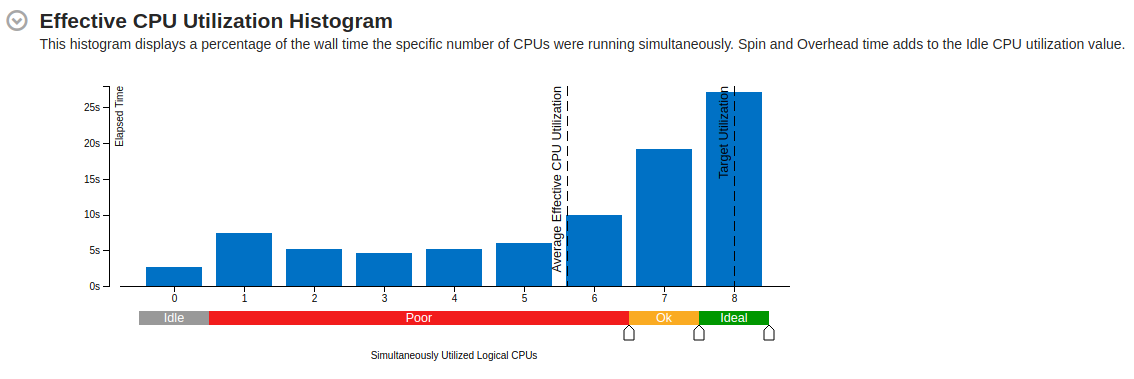 Effective CPU Utilization Histogram
This histogram displays a percentage of the wall time the specific number of CPUs were running simultaneously. Spin and Overhead time adds to the Idle CPU utilization value.
Elapsed Time
25s
20s
15s
10s
5s
0s
Average Effective CPU Utilization
Target Utilization
0 1 2 3 4 5 6 7 8
Idle Poor Ok Ideal
Simultaneously Utilized Logical CPUs